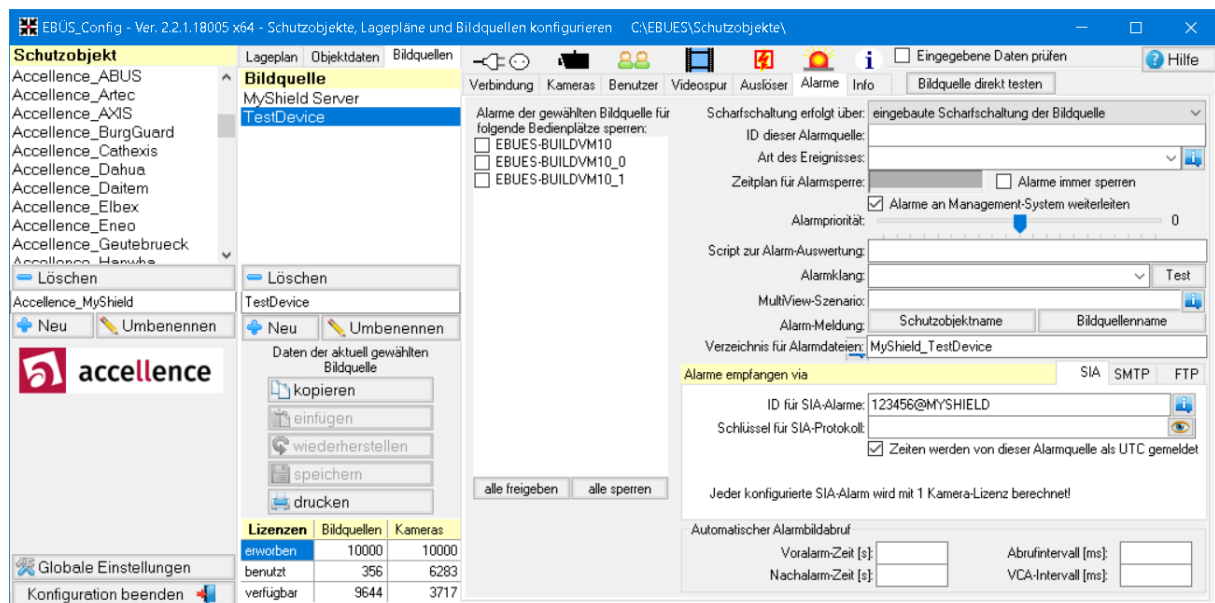 EBÜS_Config - Ver. 2.2.1.18005 x64 - Schutzobjekte, Lagepläne und Bildquellen konfigurieren C:\EBUES\Schutzobjekte\
Schutzobjekt
Accellence_ABUS
Accellence_Artec
Accellence_AXIS
Accellence_BurgGuard
Accellence_Cathexis
Accellence_Dahua
Accellence_Daitem
Accellence_Elbex
Accellence_Eneo
Accellence_Geutebrueck
Accellence_Hanwha
Löschen
Accellence_MyShield
Neu Umbenennen
accellence
Globale Einstellungen
Konfiguration beenden
Lageplan Objektdaten Bildquellen
Bildquelle
MyShield Server
TestDevice
Löschen
TestDevice
Neu Umbenennen
Daten der aktuell gewählten
Bildquelle
kopieren
einfügen
wiederherstellen
speichern
drucken
Lizenzen Bildquellen Kameras
erworben 10000 10000
benutzt 356 6283
verfügbar 9644 3717
Eingegebene Daten prüfen
Hilfe
Verbindung Kameras Benutzer Videospur Auslöser Alarme Info
Bildquelle direkt testen
Alarme der gewählten Bildquelle für
folgende Bedienplätze sperren:
EBUES-BUILDVM10
EBUES-BUILDVM10_0
EBUES-BUILDVM10_1
alle freigeben alle sperren
Scharfschaltung erfolgt über: eingebaute Scharfschaltung der Bildquelle
ID dieser Alarmquelle:
Art des Ereignisses:
Zeitplan für Alarmsperre: Alarme immer sperren
Alarme an Management-System weiterleiten
Alarmpriorität: 0
Script zur Alarm-Auswertung:
Alarmklang: Test
MultiView-Szenario:
Alarm-Meldung: Schutzobjektname Bildquellenname
Verzeichnis für Alarmdateien: MyShield_TestDevice
Alarme empfangen via SIA SMTP FTP
ID für SIA-Alarme: 123456@MYSHIELD
Schlüssel für SIA-Protokoll:
Zeiten werden von dieser Alarmquelle als UTC gemeldet
Jeder konfigurierte SIA-Alarm wird mit 1 Kamera-Lizenz berechnet!
Automatischer Alarmbildabruf
Voralarm-Zeit [s]: Abrufintervall [ms]:
Nachalarm-Zeit [s]: VCA-Intervall [ms]: